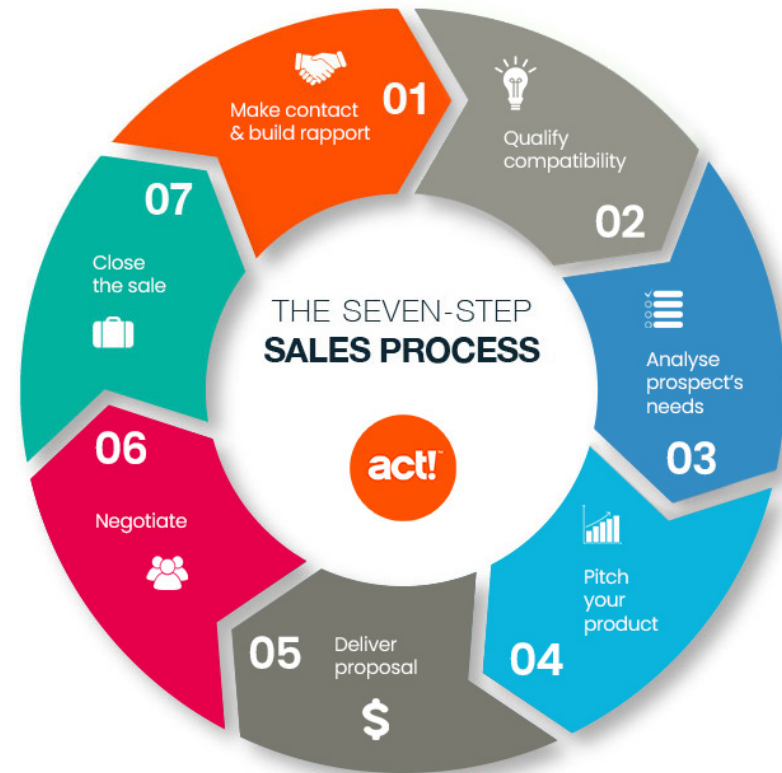 THE SEVEN-STEP
SALES PROCESS
act!™
01
Make contact
& build rapport
02
Qualify
compatibility
03
Analyse
prospect's
needs
04
Pitch
your
product
05
Deliver
proposal
$
06
Negotiate
07
Close
the sale